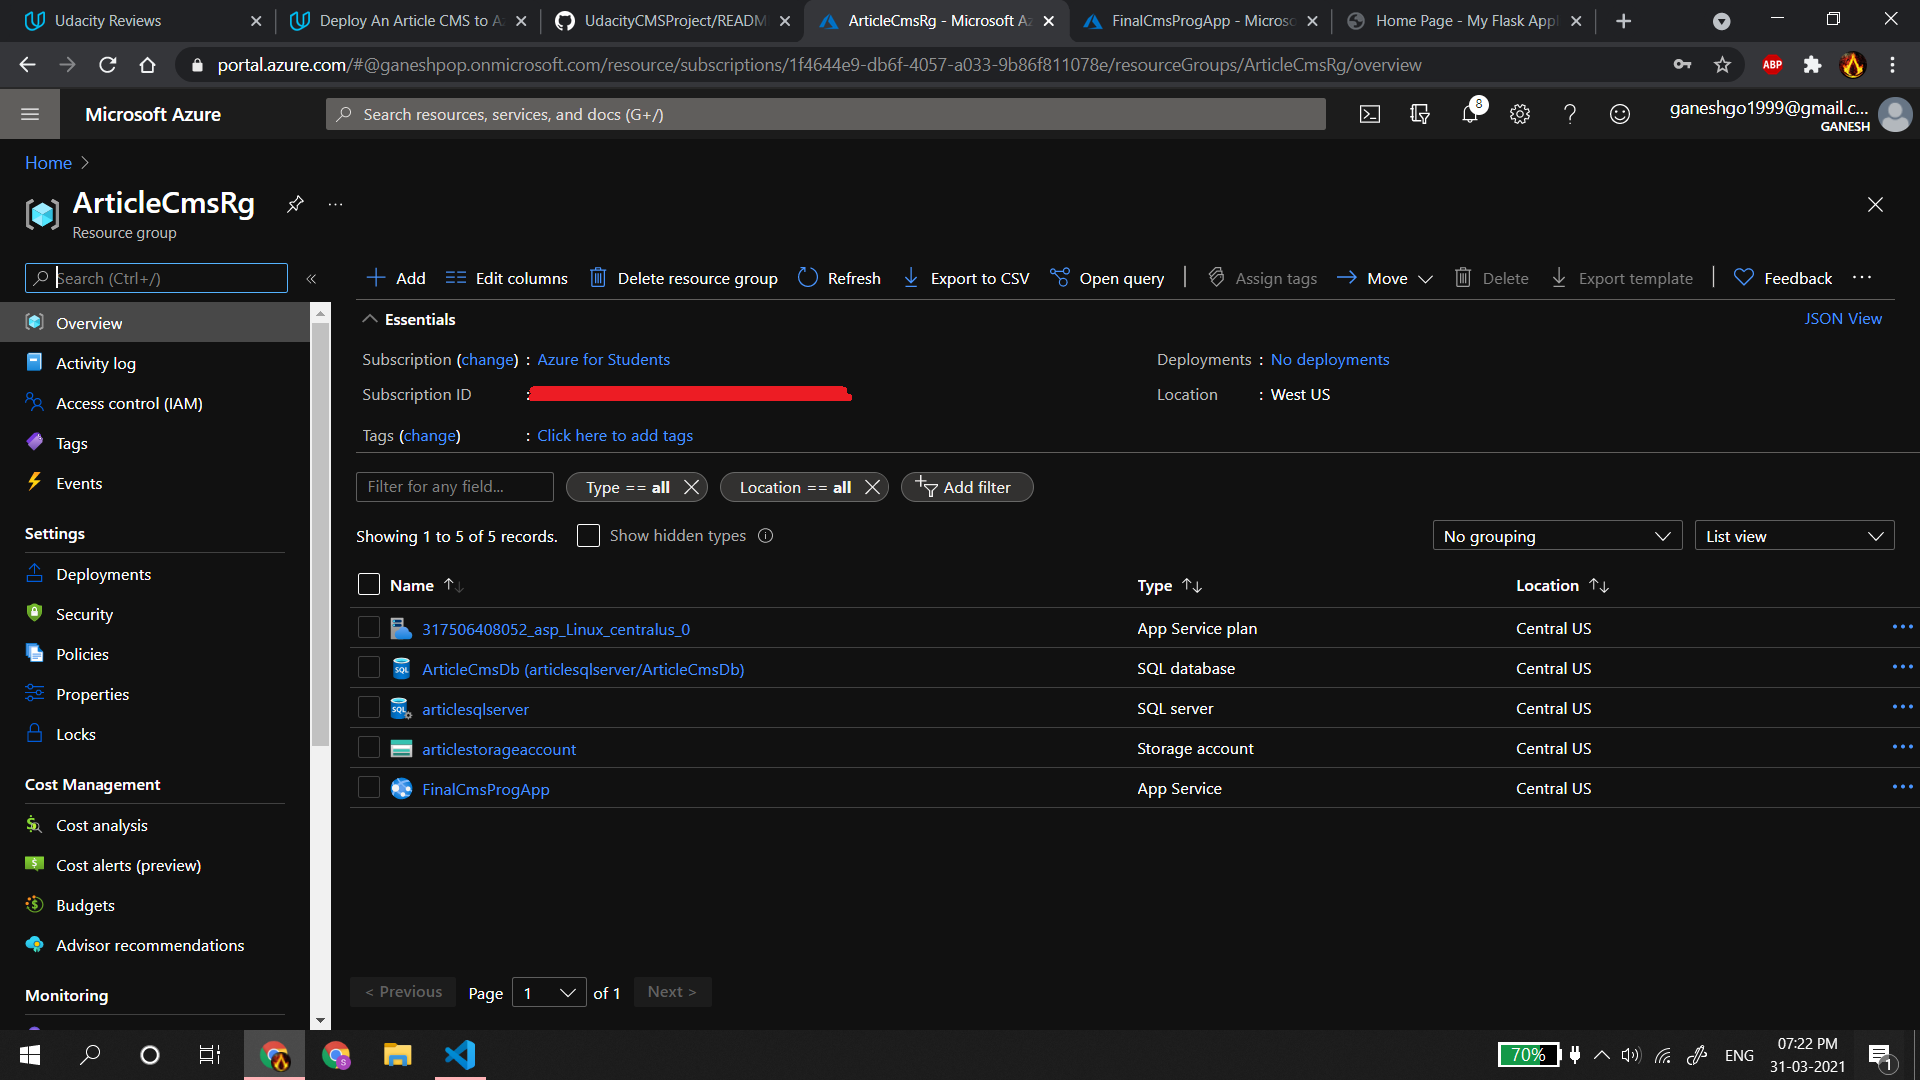 Udacity Reviews
Deploy An Article CMS to A
UdacityCMSProject/READM
ArticleCmsRg - Microsoft Az
FinalCmsProgApp - Microso
Home Page - My Flask Appl
portal.azure.com/#@ganeshpop.onmicrosoft.com/resource/subscriptions/1f4644e9-db6f-4057-a033-9b86f811078e/resourceGroups/ArticleCmsRg/overview
ABP
Microsoft Azure
Search resources, services, and docs (G+/)
8
ganeshgo1999@gmail.c...
GANESH
Home
ArticleCmsRg
Resource group
Search (Ctrl+/)
Add
Edit columns
Delete resource group
Refresh
Export to CSV
Open query
Assign tags
Move
Delete
Export template
Feedback
Overview
Activity log
Access control (IAM)
Tags
Events
Settings
Deployments
Security
Policies
Properties
Locks
Cost Management
Cost analysis
Cost alerts (preview)
Budgets
Advisor recommendations
Monitoring
Essentials
JSON View
Subscription (change) : Azure for Students
Deployments : No deployments
Subscription ID :
Location : West US
Tags (change) : Click here to add tags
Filter for any field...
Type == all
Location == all
Add filter
Showing 1 to 5 of 5 records.
Show hidden types
No grouping
List view
Name
Type
Location
317506408052_asp_Linux_centralus_0
App Service plan
Central US
ArticleCmsDb (articlesqlserver/ArticleCmsDb)
SQL database
Central US
articlesqlserver
SQL server
Central US
articlestorageaccount
Storage account
Central US
FinalCmsProgApp
App Service
Central US
< Previous
Page 1 of 1
Next >
70%
ENG
07:22 PM
31-03-2021
1